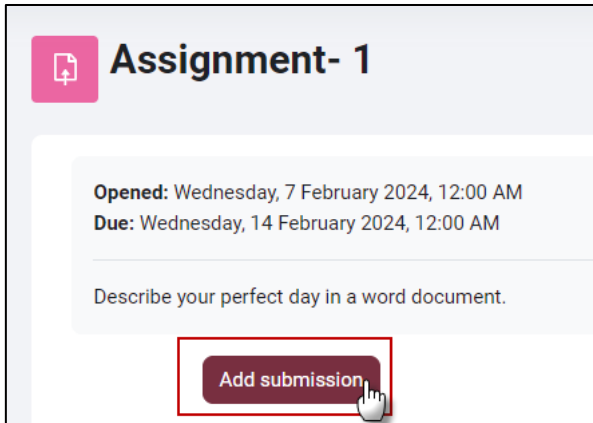 Assignment- 1
Opened: Wednesday, 7 February 2024, 12:00 AM
Due: Wednesday, 14 February 2024, 12:00 AM
Describe your perfect day in a word document.
Add submission